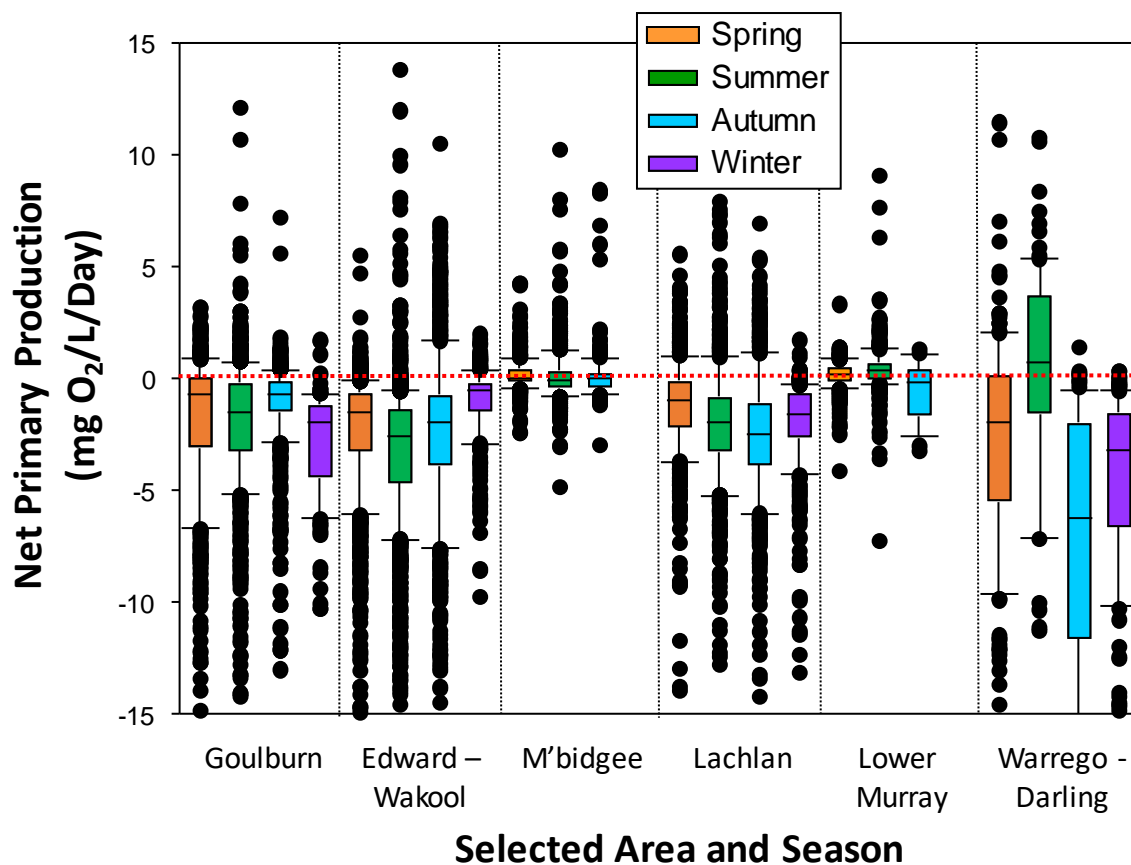 Spring
Summer
Autumn
Winter
Net Primary Production
(mg O₂/L/Day)
15
10
5
0
-5
-10
-15
Goulburn
Edward –
Wakool
M’bidgee
Lachlan
Lower
Murray
Warrego -
Darling
Selected Area and Season